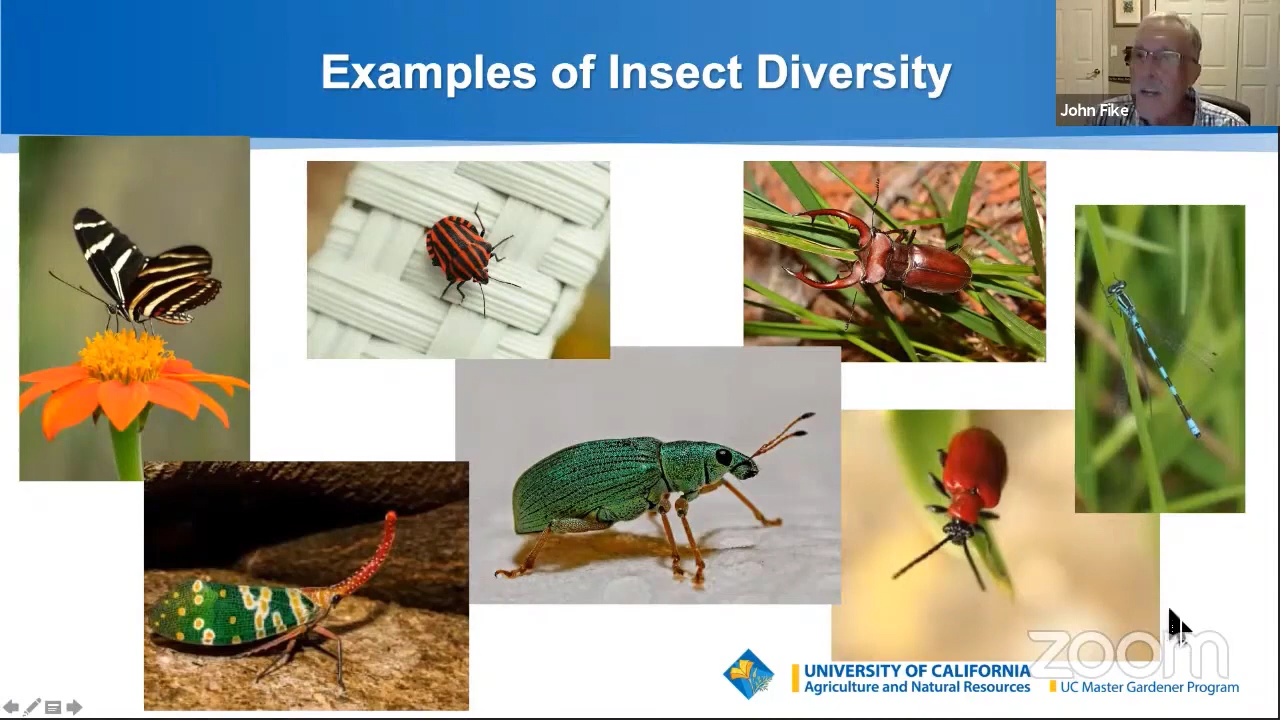 Examples of Insect Diversity
John Fike
UNIVERSITY OF CALIFORNIA
Agriculture and Natural Resources
UC Master Gardener Program
zoom